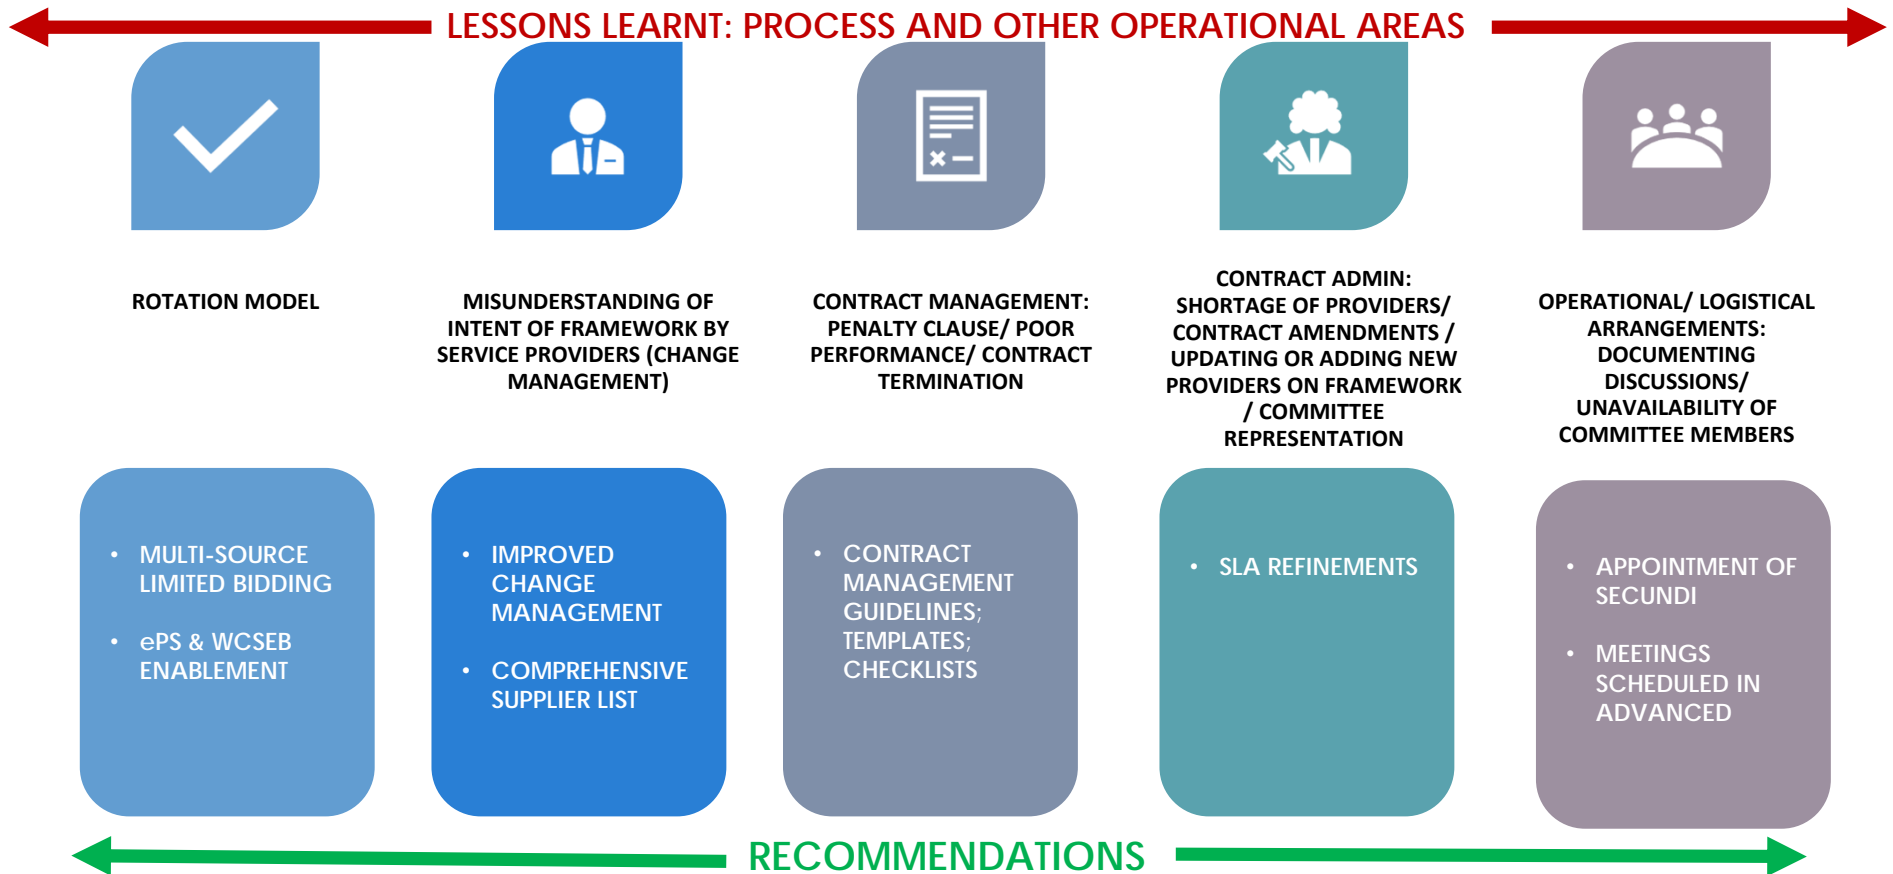 LESSONS LEARNT: PROCESS AND OTHER OPERATIONAL AREAS
ROTATION MODEL
MISUNDERSTANDING OF
INTENT OF FRAMEWORK BY
SERVICE PROVIDERS (CHANGE
MANAGEMENT)
CONTRACT MANAGEMENT:
PENALTY CLAUSE/ POOR
PERFORMANCE/ CONTRACT
TERMINATION
CONTRACT ADMIN:
SHORTAGE OF PROVIDERS/
CONTRACT AMENDMENTS /
UPDATING OR ADDING NEW
PROVIDERS ON FRAMEWORK
/ COMMITTEE
REPRESENTATION
OPERATIONAL/ LOGISTICAL
ARRANGEMENTS:
DOCUMENTING
DISCUSSIONS/
UNAVAILABILITY OF
COMMITTEE MEMBERS
• MULTI-SOURCE
LIMITED BIDDING
• ePS & WCSEB
ENABLEMENT
• IMPROVED
CHANGE
MANAGEMENT
• COMPREHENSIVE
SUPPLIER LIST
• CONTRACT
MANAGEMENT
GUIDELINES;
TEMPLATES;
CHECKLISTS
• SLA REFINEMENTS
• APPOINTMENT OF
SECUNDI
• MEETINGS
SCHEDULED IN
ADVANCED
RECOMMENDATIONS